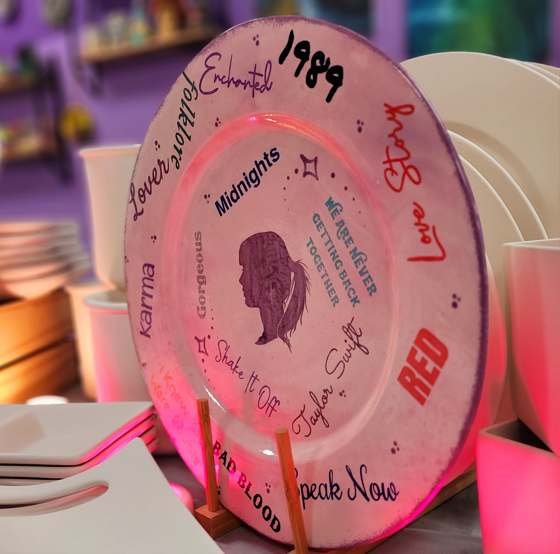 1989
Enchanted
folklore
Lover
Karma
Midnights
WE ARE NEVER
GETTING BACK
TOGETHER
Gorgeous
Shake It Off
Taylor Swift
Love Story
RED
Speak Now
BAD BLOOD